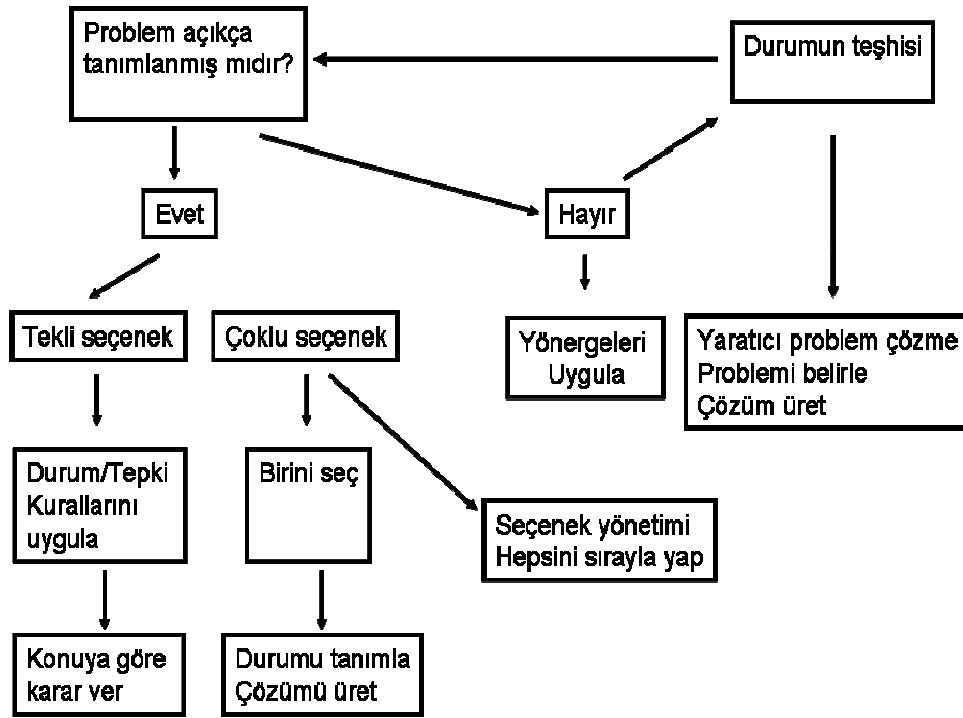 Problem açıkça
tanımlanmış mıdır?
Durumun teşhisi
Evet
Hayır
Tekli seçenek
Çoklu seçenek
Yönergeleri
Uygula
Yaratıcı problem çözme
Problemi belirle
Çözüm üret
Durum/Tepki
Kurallarını
uygula
Birini seç
Seçenek yönetimi
Hepsini sırayla yap
Konuya göre
karar ver
Durumu tanımla
Çözümü üret